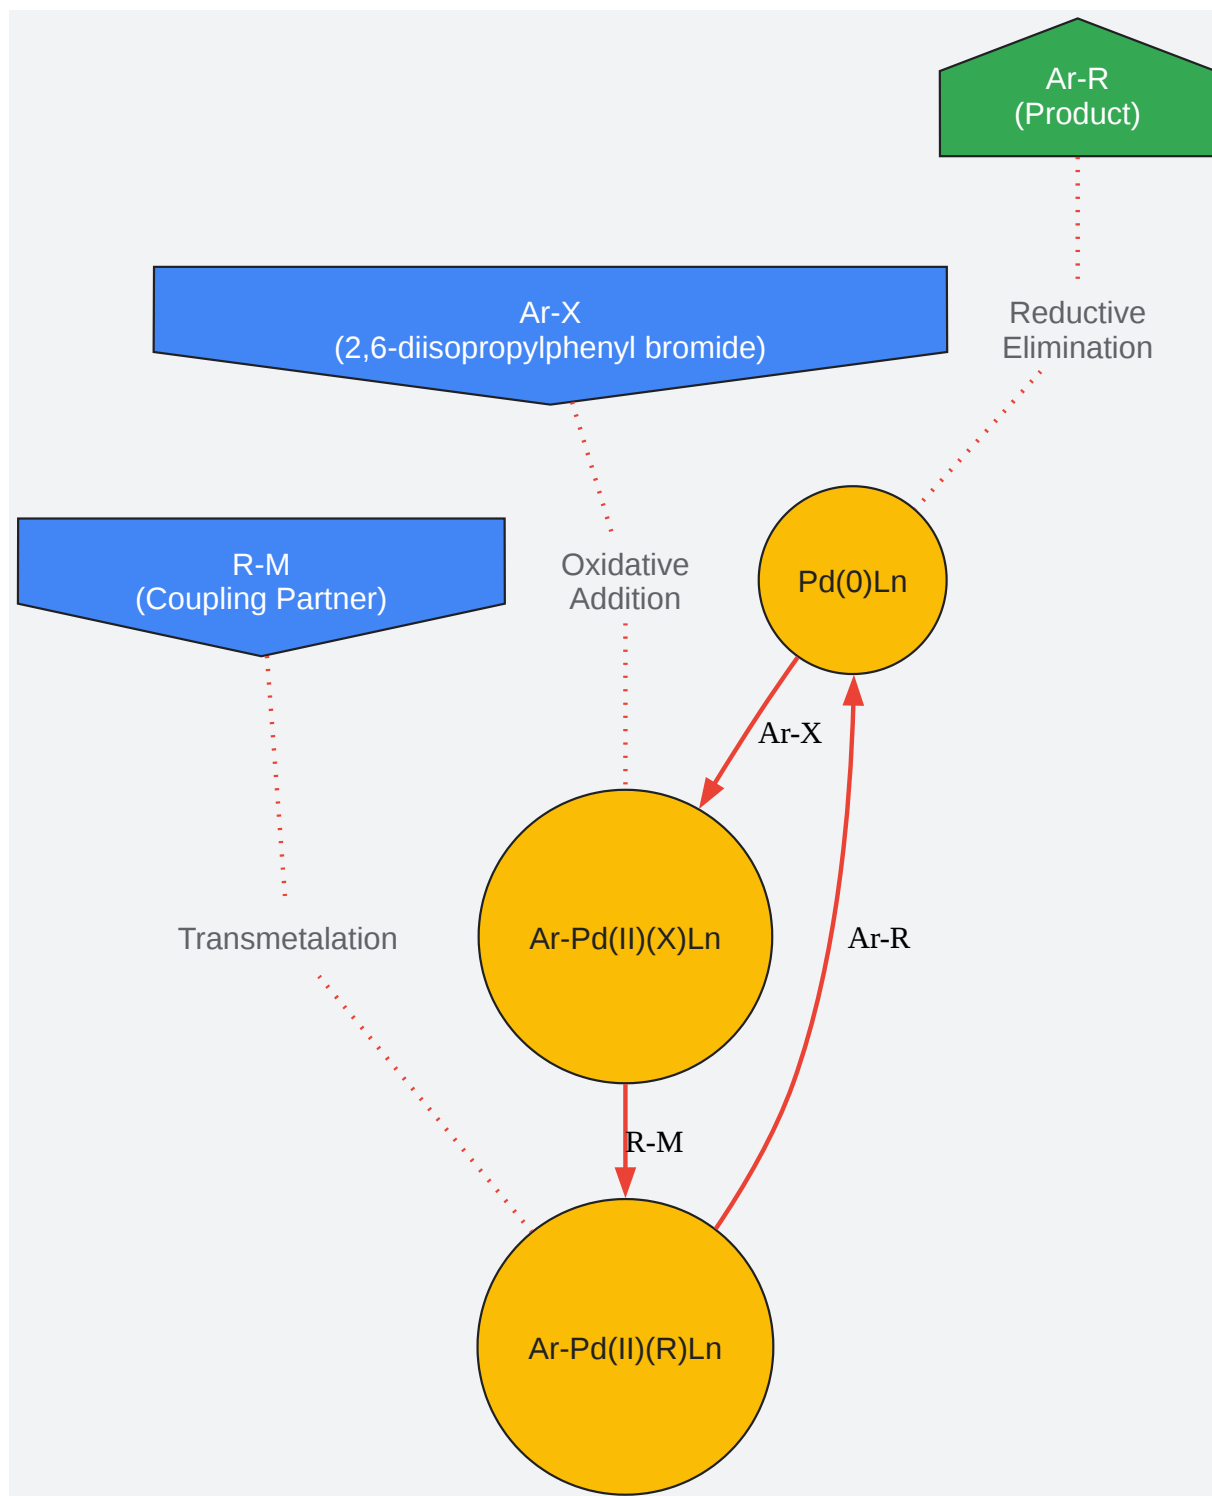 Ar-R
(Product)
Ar-X
(2,6-diisopropylphenyl bromide)
Reductive
Elimination
R-M
(Coupling Partner)
Oxidative
Addition
Pd(0)Ln
Ar-X
Transmetalation
Ar-Pd(II)(X)Ln
Ar-R
R-M
Ar-Pd(II)(R)Ln